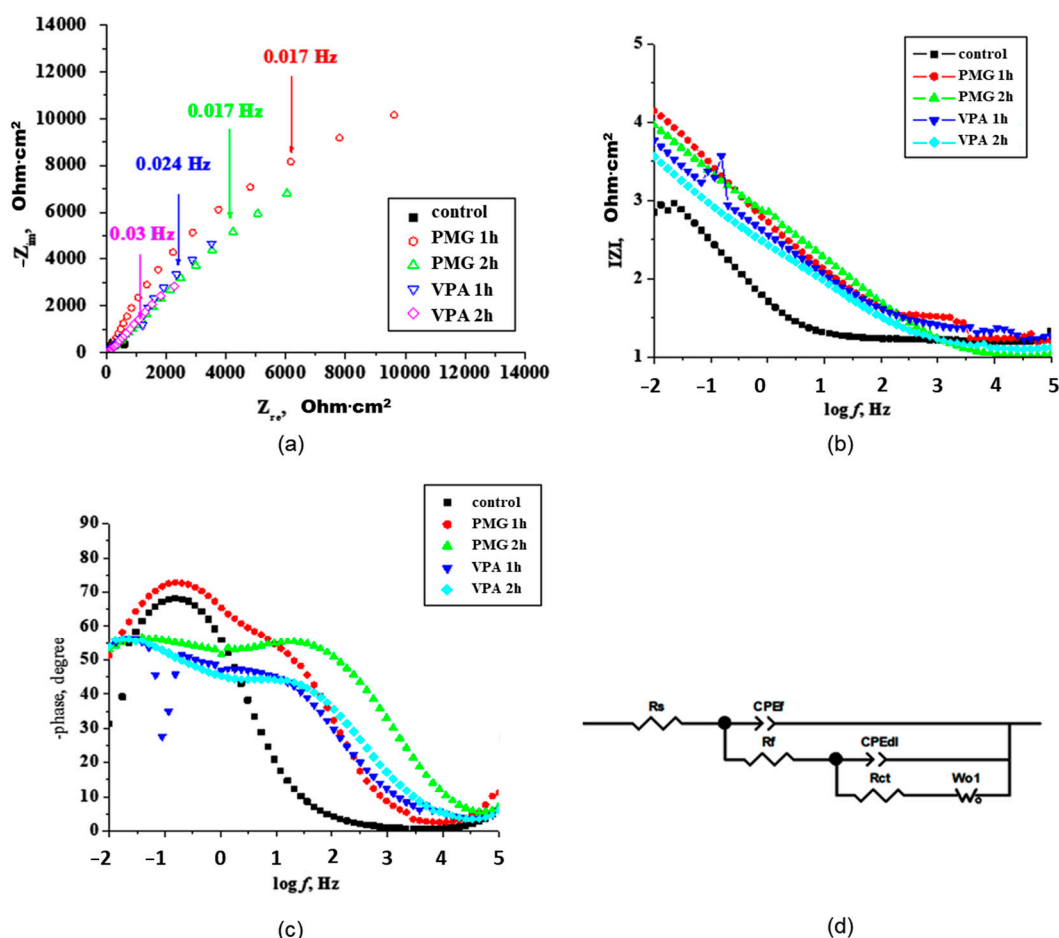 14000
12000
10000
8000
6000
4000
2000
0
-Z_im, Ohm·cm²
0.017 Hz
0.017 Hz
0.024 Hz
0.03 Hz
control
PMG 1h
PMG 2h
VPA 1h
VPA 2h
0 2000 4000 6000 8000 10000 12000 14000
Z_re, Ohm·cm²
(a)
5
4
3
2
1
IZI, Ohm·cm²
control
PMG 1h
PMG 2h
VPA 1h
VPA 2h
-2 -1 0 1 2 3 4 5
log f, Hz
(b)
90
80
70
60
50
40
30
20
10
0
-phase, degree
control
PMG 1h
PMG 2h
VPA 1h
VPA 2h
-2 -1 0 1 2 3 4 5
log f, Hz
(c)
Rs CPEf
Rf CPEdl
Rct Wo1
(d)